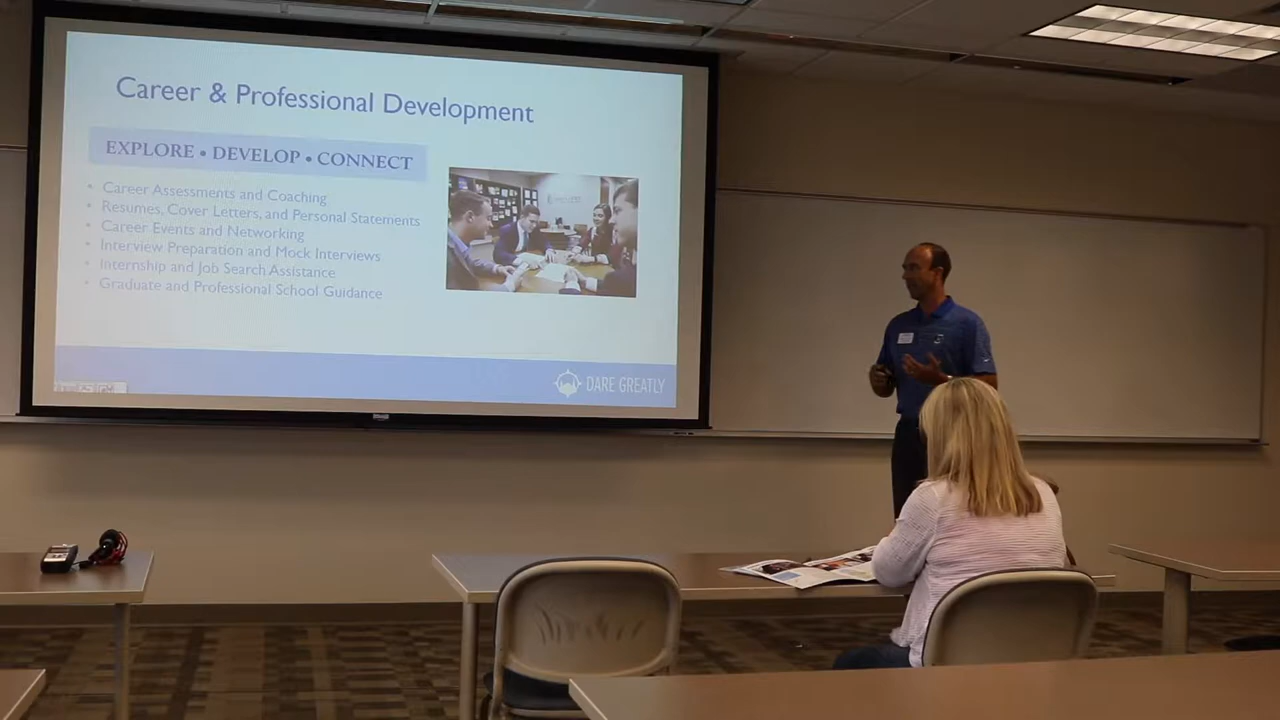 Career & Professional Development
EXPLORE • DEVELOP • CONNECT
• Career Assessments and Coaching
• Resumes, Cover Letters, and Personal Statements
• Career Events and Networking
• Interview Preparation and Mock Interviews
• Internship and Job Search Assistance
• Graduate and Professional School Guidance
DARE GREATLY